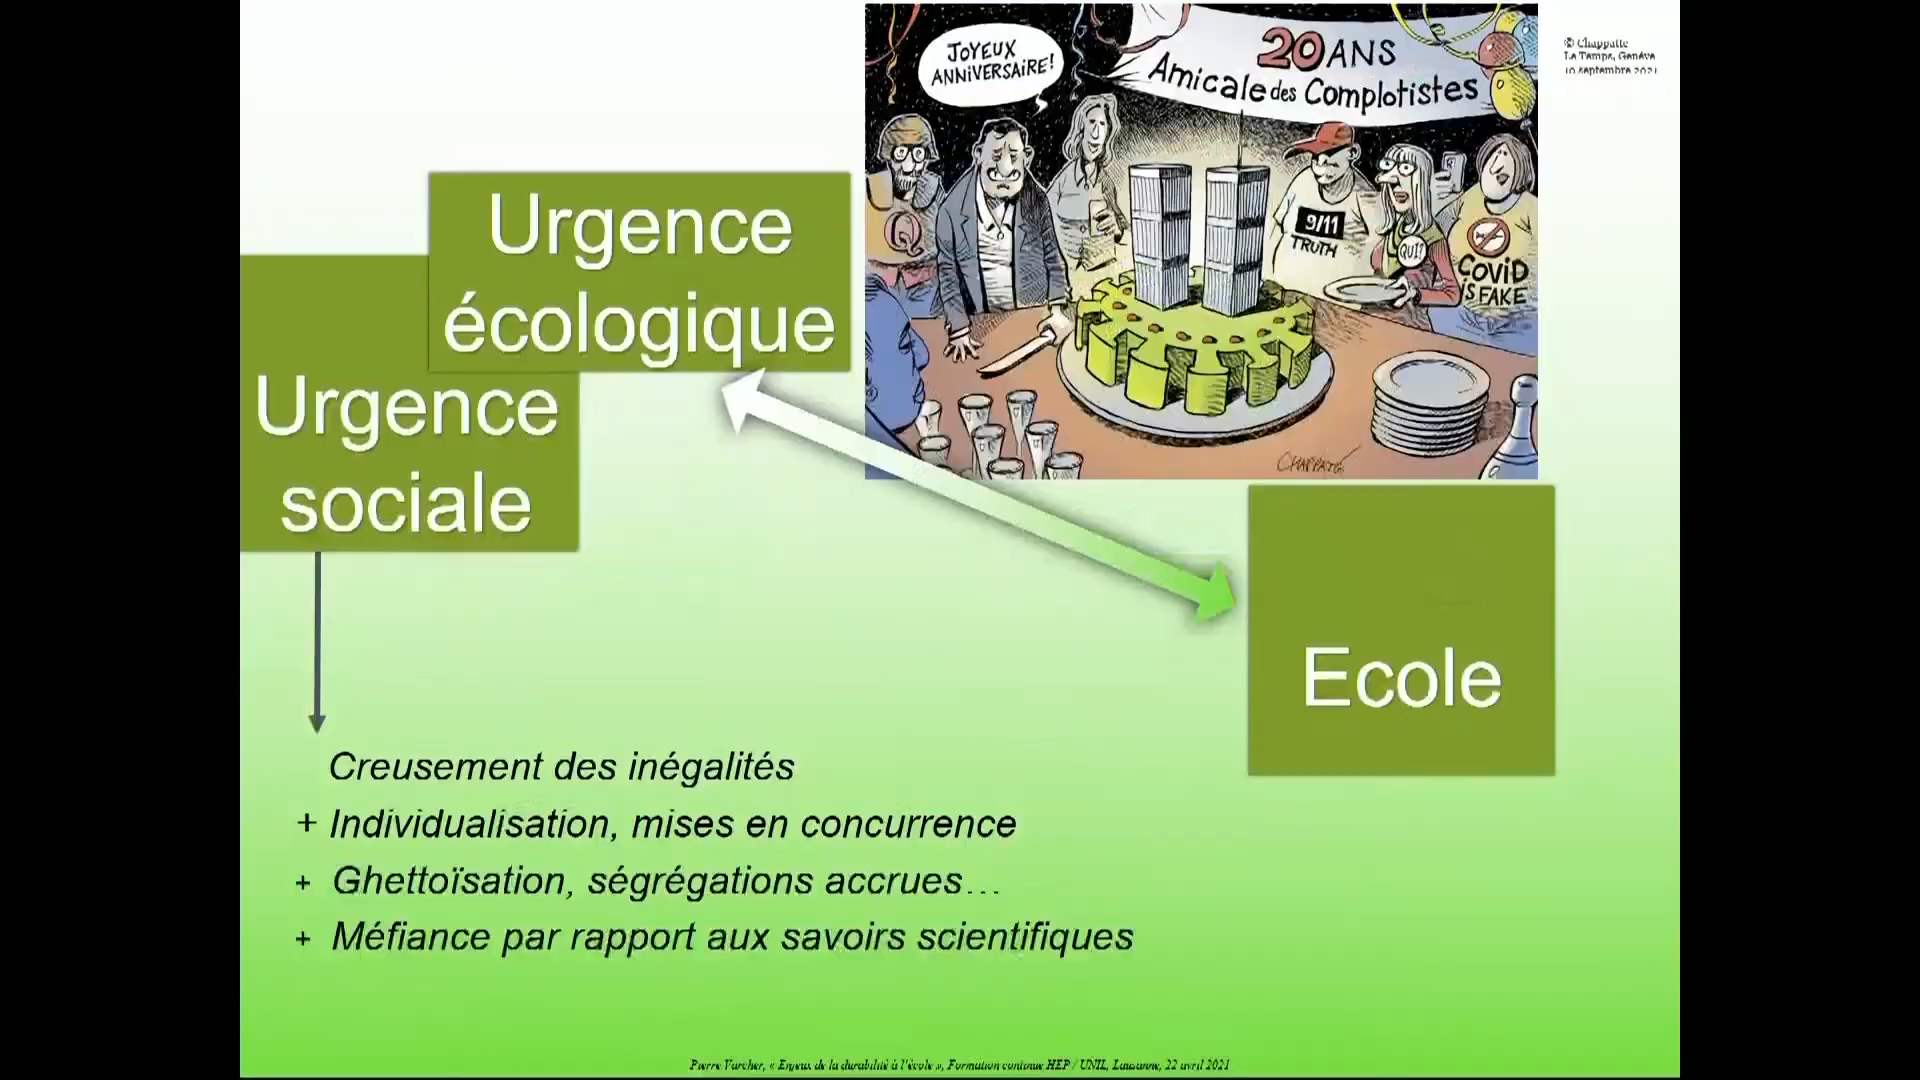 JOYEUX
ANNIVERSAIRE!
20 ANS
Amicale des Complotistes
© Chappatte
Le Temps, Genève
10 septembre 2021
Q
9/11
TRUTH
COVID
IS FAKE
CHAPPATTE
Urgence
écologique
Urgence
sociale
Ecole
Creusement des inégalités
+ Individualisation, mises en concurrence
+ Ghettoïsation, ségrégations accrues…
+ Méfiance par rapport aux savoirs scientifiques
Pierre Varcher, « Enjeux de la durabilité à l'école », Formation continue HEP / UNIL, Lausanne, 22 avril 2021